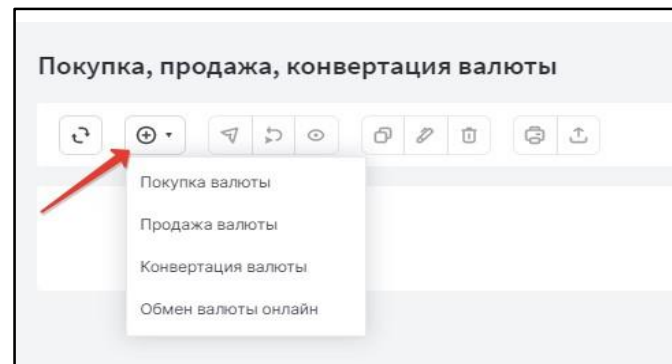 Покупка, продажа, конвертация валюты
Покупка валюты
Продажа валюты
Конвертация валюты
Обмен валюты онлайн